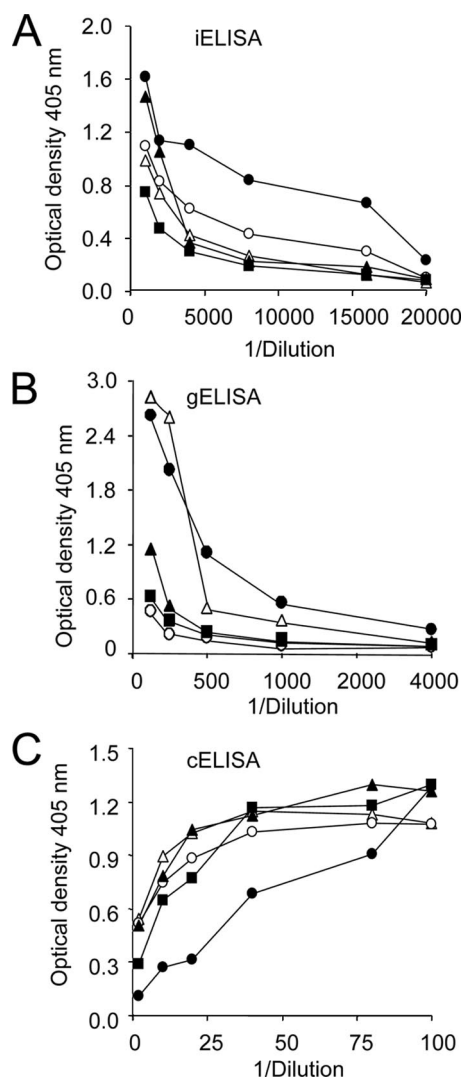 A
iELISA
Optical density 405 nm
2.0
1.6
1.2
0.8
0.4
0.0
0 5000 10000 15000 20000
1/Dilution
B
gELISA
Optical density 405 nm
3.0
2.4
1.8
1.2
0.6
0
0 500 1000 2000 4000
1/Dilution
C
cELISA
Optical density 405 nm
1.5
1.2
0.9
0.6
0.3
0.0
0 25 50 75 100
1/Dilution